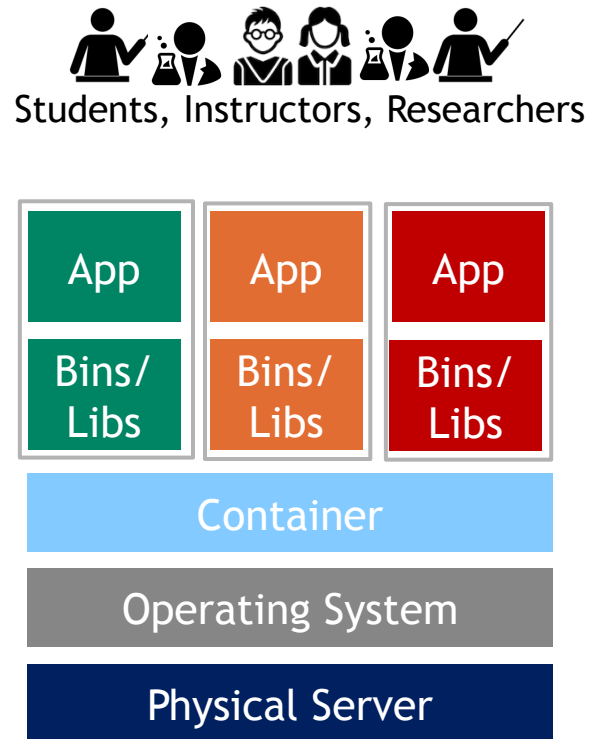 Students, Instructors, Researchers
App
App
App
Bins/
Libs
Bins/
Libs
Bins/
Libs
Container
Operating System
Physical Server